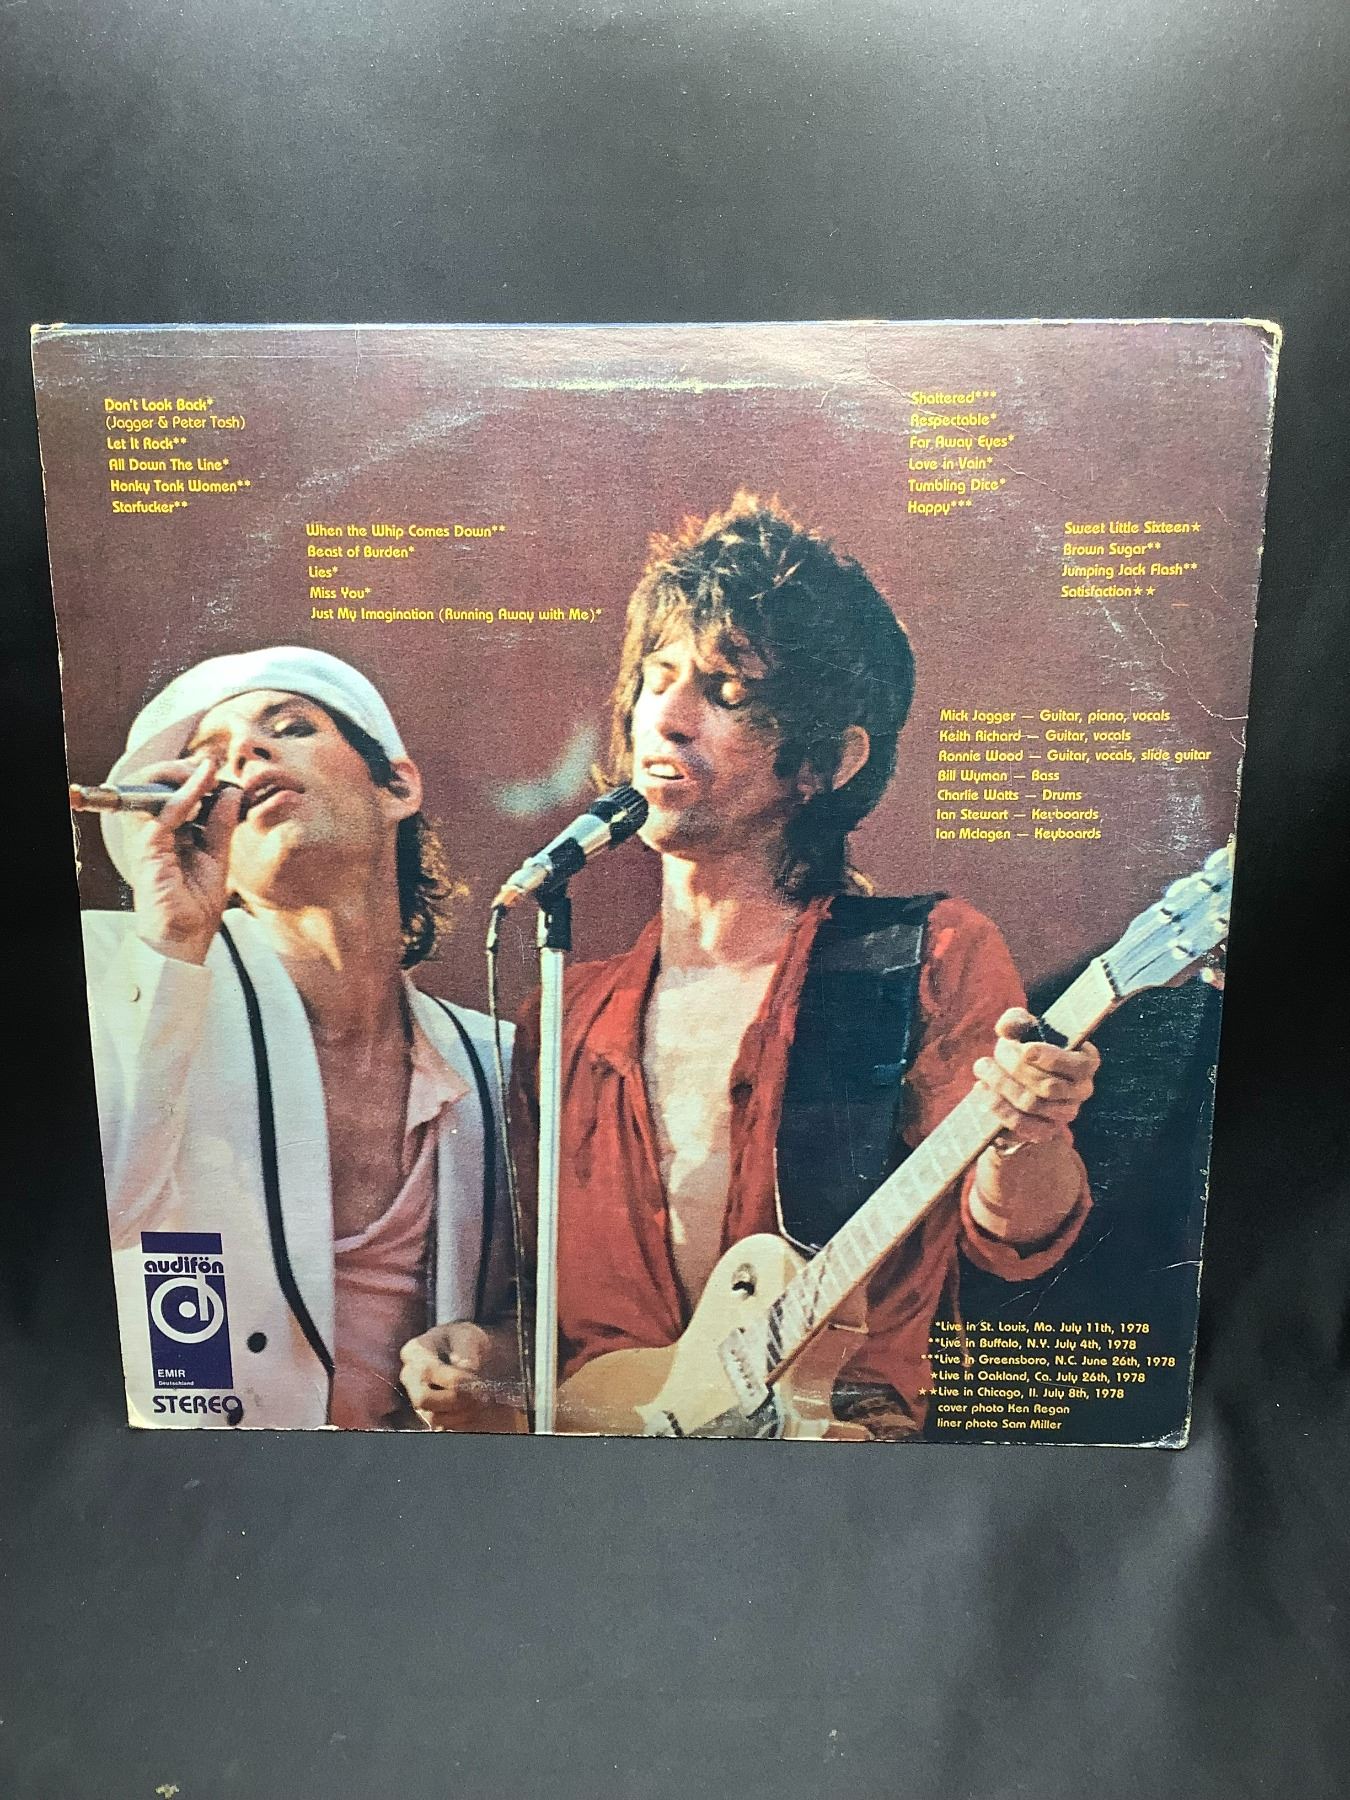 Don't Look Back*
(Jagger & Peter Tosh)
Let It Rock**
All Down The Line*
Honky Tonk Women**
Starfucker**
When the Whip Comes Down**
Beast of Burden*
Lies*
Miss You*
Just My Imagination (Running Away with Me)*
Shattered***
Respectable*
Far Away Eyes*
Love in Vain*
Tumbling Dice*
Happy***
Sweet Little Sixteen★
Brown Sugar**
Jumping Jack Flash**
Satisfaction★★
Mick Jagger — Guitar, piano, vocals
Keith Richard — Guitar, vocals
Ronnie Wood — Guitar, vocals, slide guitar
Bill Wyman — Bass
Charlie Watts — Drums
Ian Stewart — Keyboards
Ian Mclagen — Keyboards
audifön
d
EMIR
Deutschland
STEREO
*Live in St. Louis, Mo. July 11th, 1978
**Live in Buffalo, N.Y. July 4th, 1978
***Live in Greensboro, N.C. June 26th, 1978
★Live in Oakland, Ca. July 26th, 1978
★★Live in Chicago, Il. July 8th, 1978
cover photo Ken Regan
liner photo Sam Miller